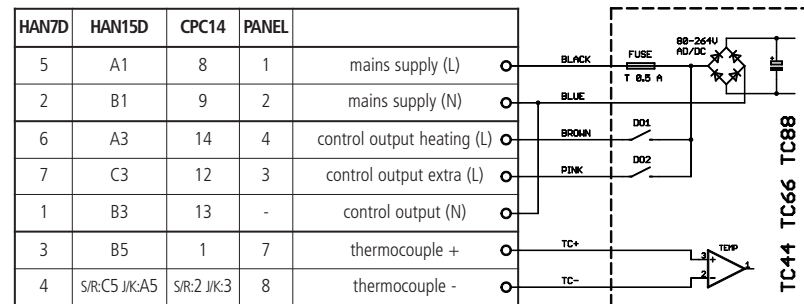 HAN7D HAN15D CPC14 PANEL
5 A1 8 1 mains supply (L)
2 B1 9 2 mains supply (N)
6 A3 14 4 control output heating (L)
7 C3 12 3 control output extra (L)
1 B3 13 - control output (N)
3 B5 1 7 thermocouple +
4 S/R:C5 J/K:A5 S/R:2 J/K:3 8 thermocouple -
BLACK
FUSE
T 0.5 A
80-264V
AD/DC
+
BLUE
BROWN
DO1
PINK
DO2
TC+
TC-
3 +
2 -
TEMP
1
TC44 TC66 TC88